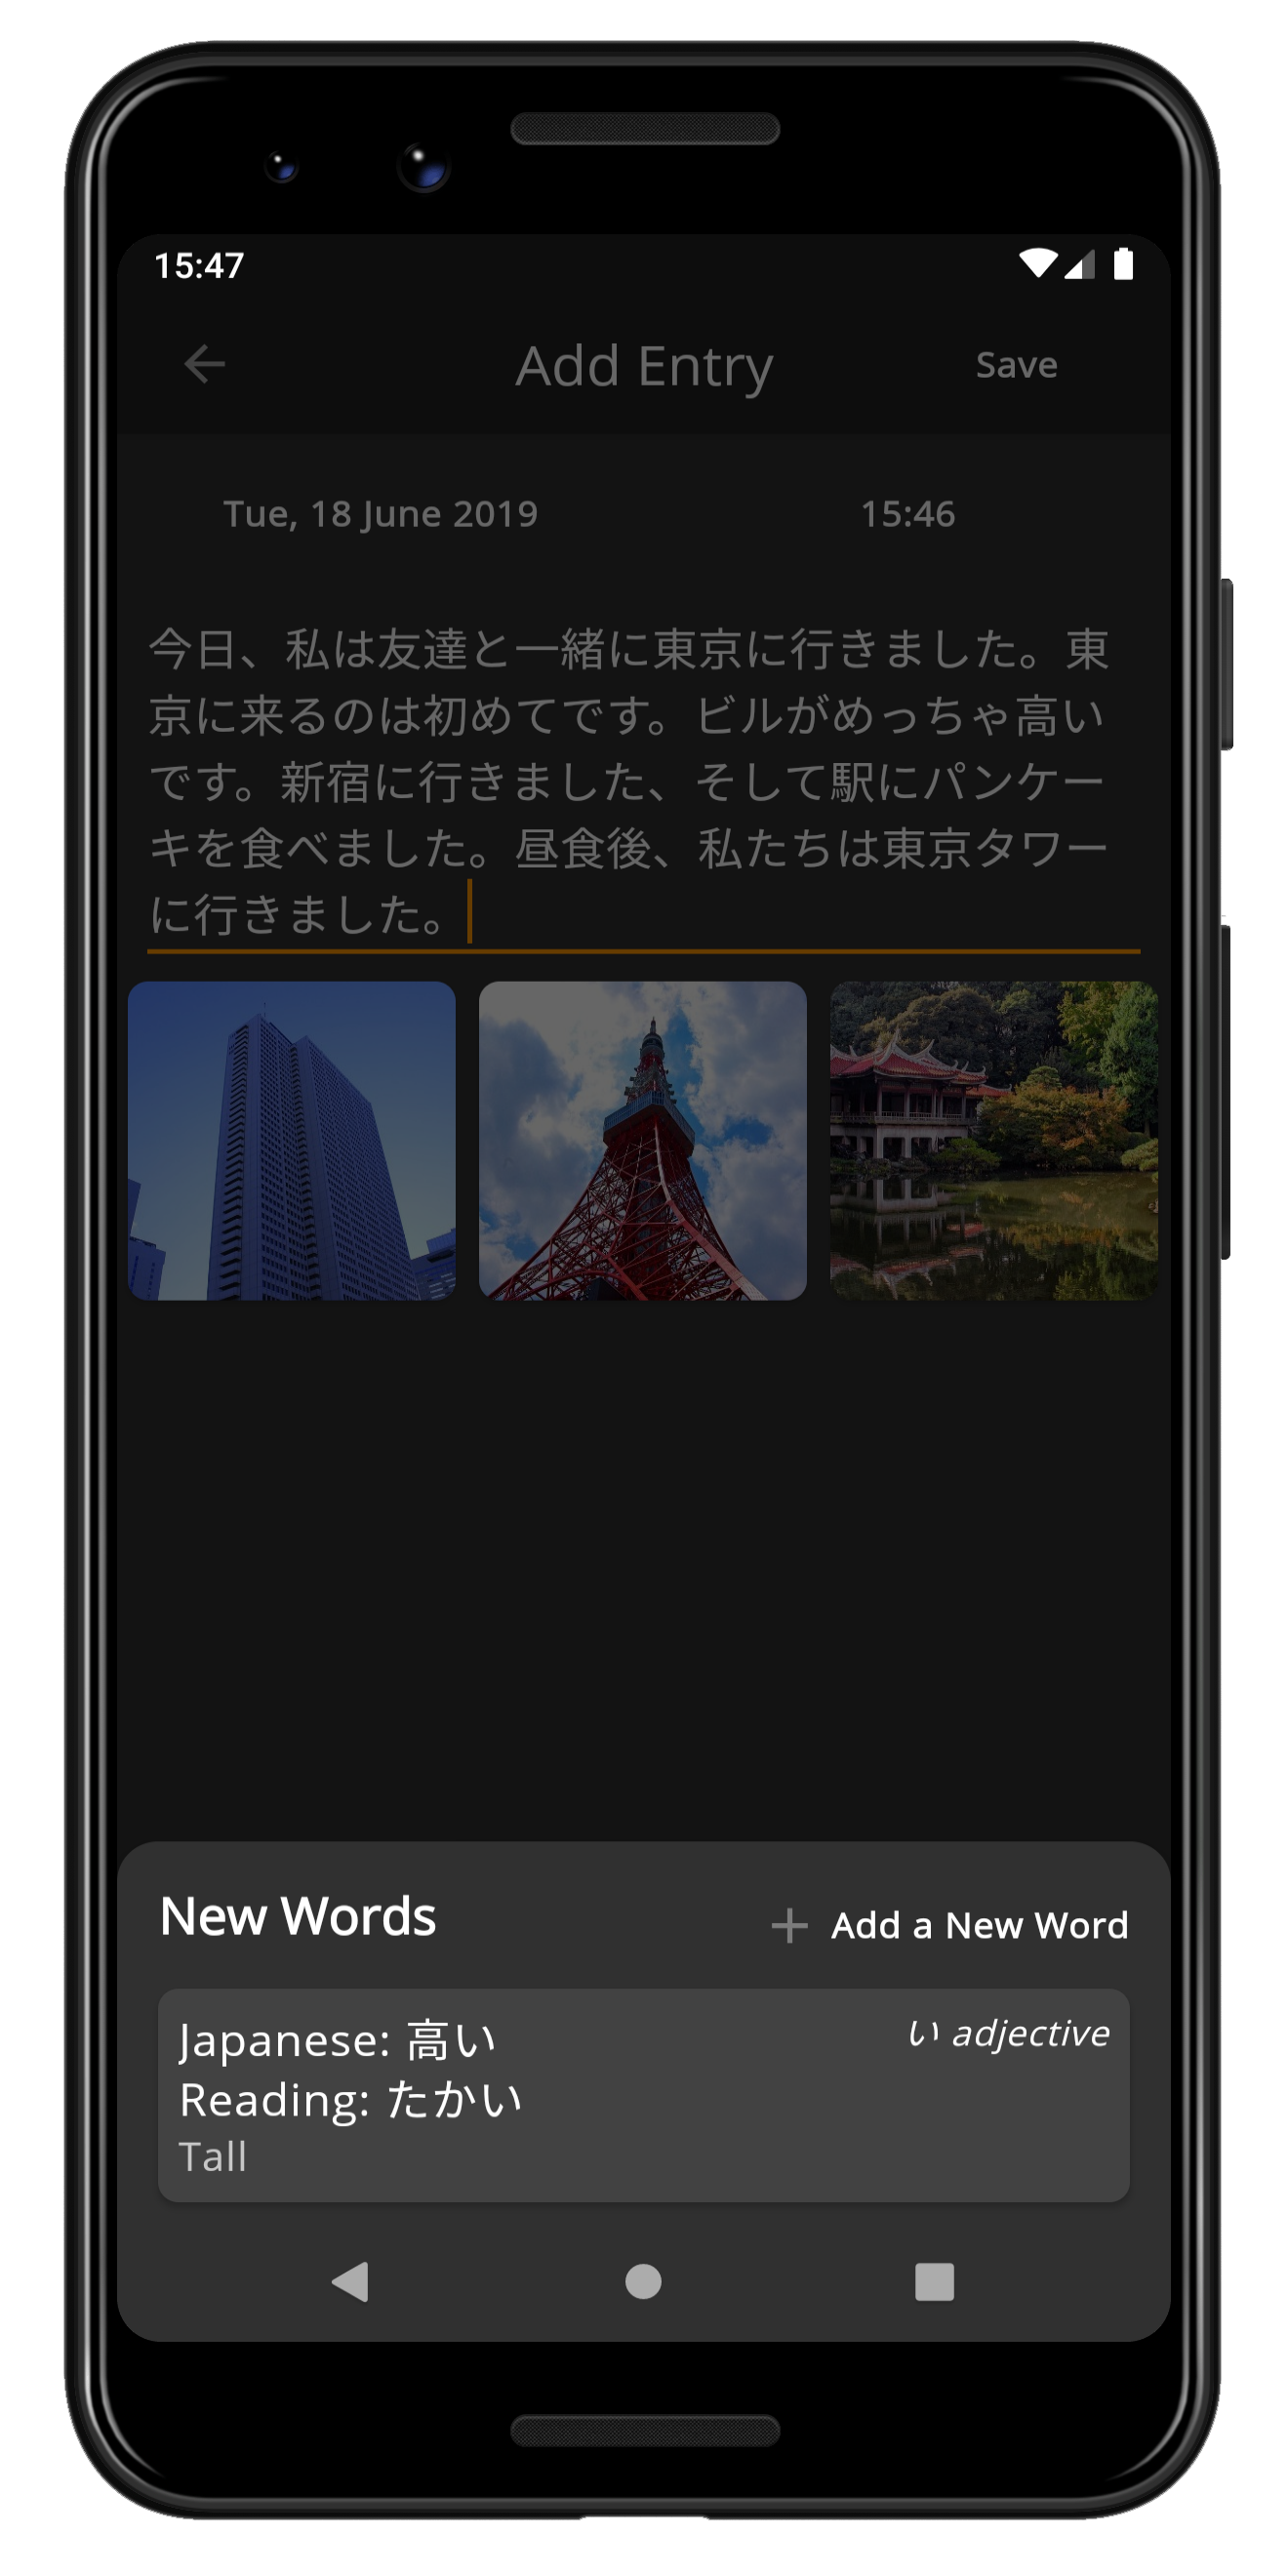 15:47
Add Entry
Save
Tue, 18 June 2019
15:46
今日、私は友達と一緒に東京に行きました。東
京に来るのは初めてです。ビルがめっちゃ高い
です。新宿に行きました、そして駅にパンケー
キを食べました。昼食後、私たちは東京タワー
に行きました。
New Words
Add a New Word
Japanese: 高い
い adjective
Reading: たかい
Tall